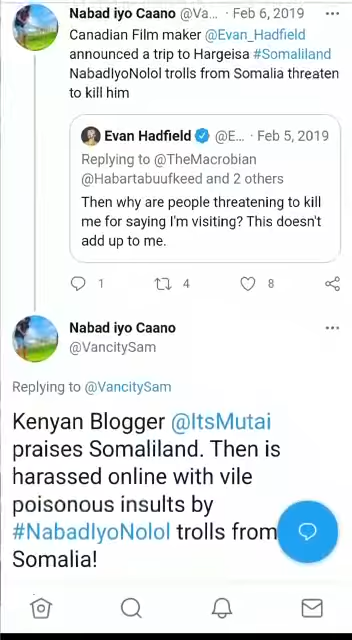 Nabad iyo Caano @Va... · Feb 6, 2019
Canadian Film maker @Evan_Hadfield
announced a trip to Hargeisa #Somaliland
NabadIyoNolol trolls from Somalia threaten
to kill him
Evan Hadfield @E... · Feb 5, 2019
Replying to @TheMacrobian
@Habartabuufkeed and 2 others
Then why are people threatening to kill
me for saying I'm visiting? This doesn't
add up to me.
1 4 8
Nabad iyo Caano
@VancitySam
Replying to @VancitySam
Kenyan Blogger @ItsMutai
praises Somaliland. Then is
harassed online with vile
poisonous insults by
#NabadIyoNolol trolls from
Somalia!